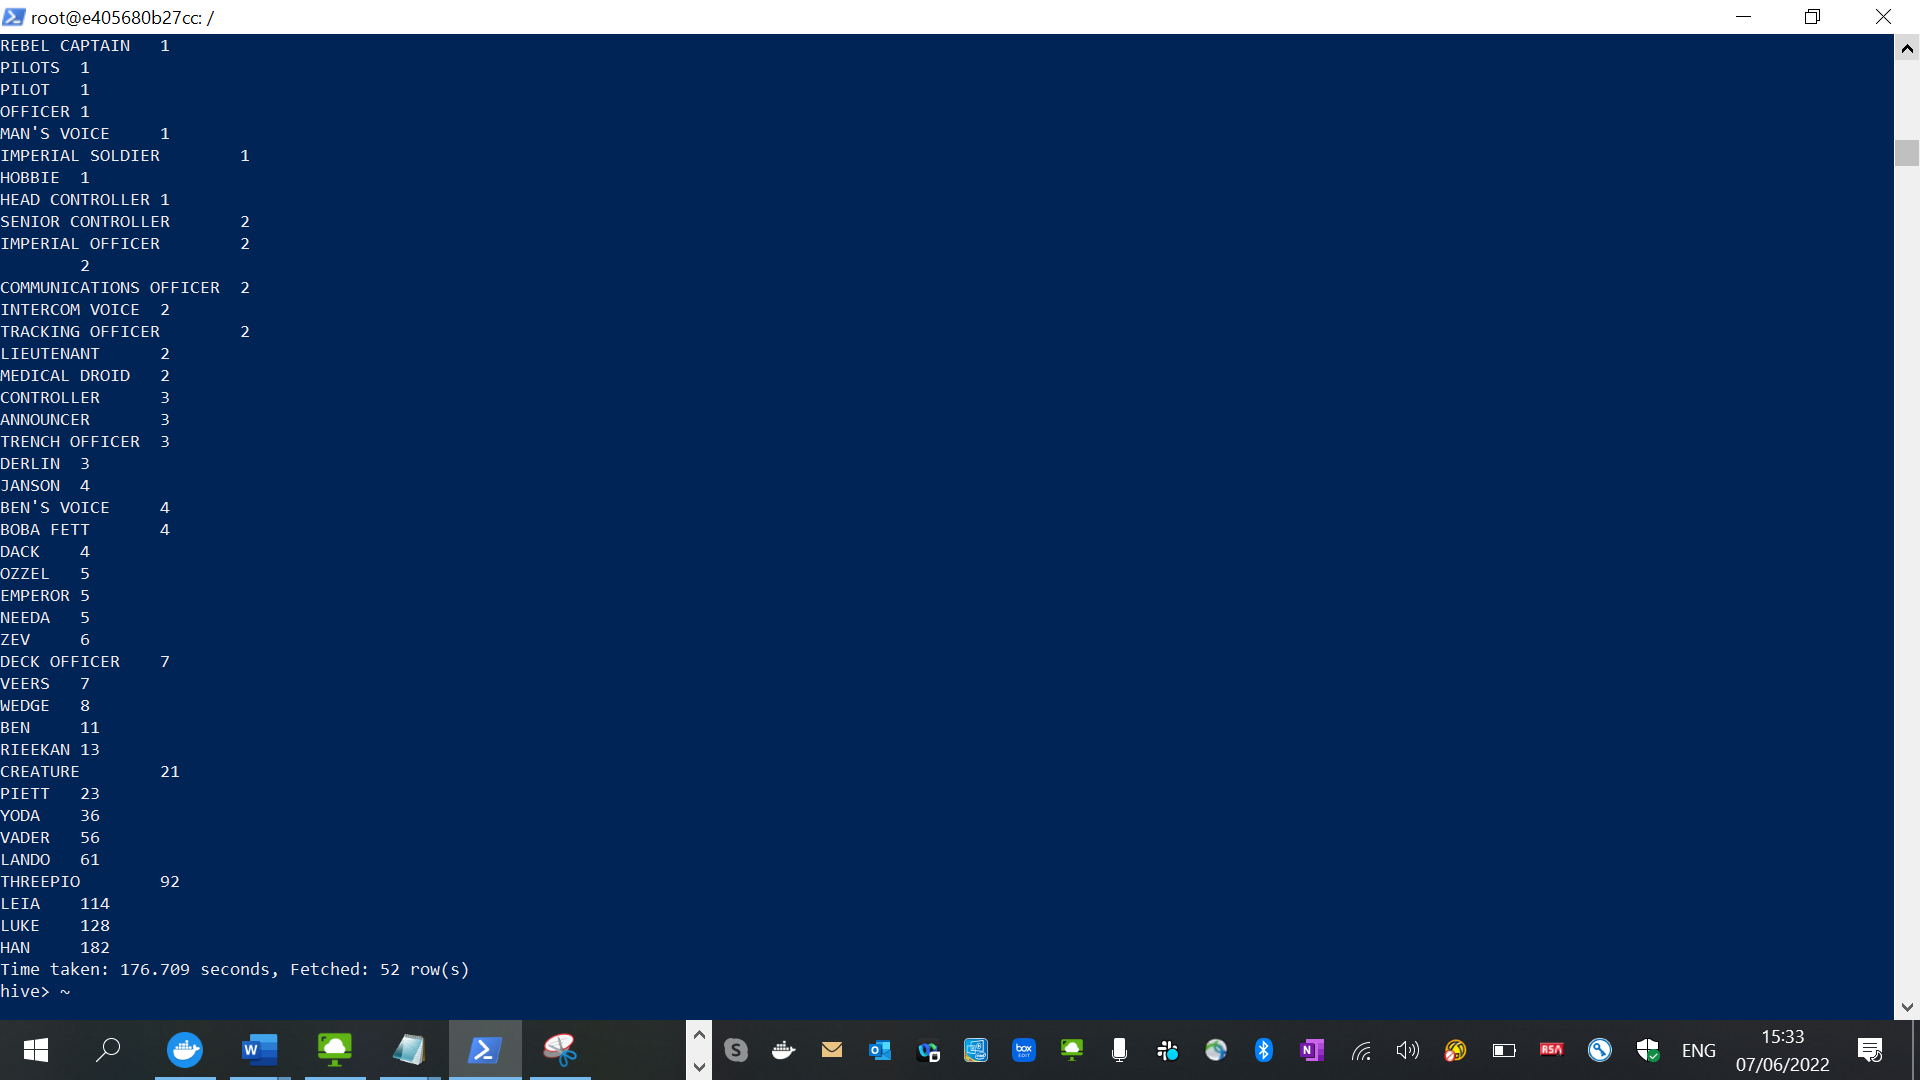 root@e405680b27cc: /
REBEL CAPTAIN 1
PILOTS 1
PILOT 1
OFFICER 1
MAN'S VOICE 1
IMPERIAL SOLDIER 1
HOBBIE 1
HEAD CONTROLLER 1
SENIOR CONTROLLER 2
IMPERIAL OFFICER 2
2
COMMUNICATIONS OFFICER 2
INTERCOM VOICE 2
TRACKING OFFICER 2
LIEUTENANT 2
MEDICAL DROID 2
CONTROLLER 3
ANNOUNCER 3
TRENCH OFFICER 3
DERLIN 3
JANSON 4
BEN'S VOICE 4
BOBA FETT 4
DACK 4
OZZEL 5
EMPEROR 5
NEEDA 5
ZEV 6
DECK OFFICER 7
VEERS 7
WEDGE 8
BEN 11
RIEEKAN 13
CREATURE 21
PIETT 23
YODA 36
VADER 56
LANDO 61
THREEPIO 92
LEIA 114
LUKE 128
HAN 182
Time taken: 176.709 seconds, Fetched: 52 row(s)
hive> ~
W
S
box
EDIT
N
RSA
ENG
15:33
07/06/2022